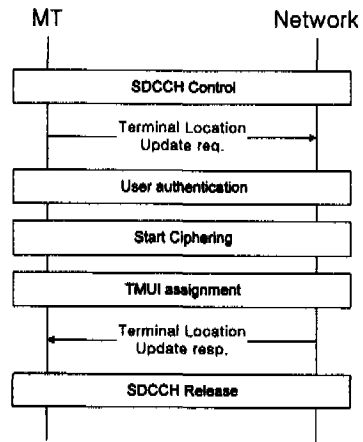 MT Network
SDCCH Control
Terminal Location
Update req.
User authentication
Start Ciphering
TMUI assignment
Terminal Location
Update resp.
SDCCH Release